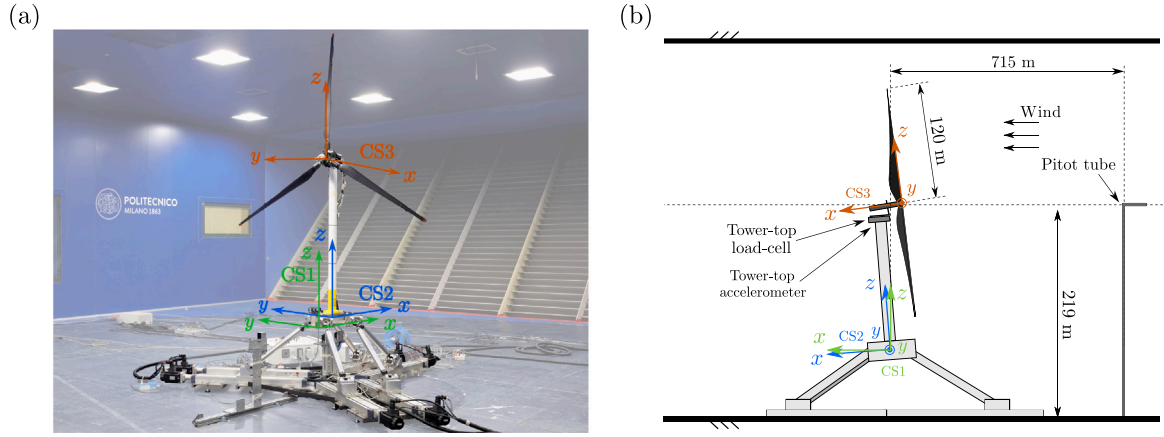 (a)
z
y
CS3
x
POLITECNICO
MILANO 1863
z
z
CS1
CS2
y
x
y
x
(b)
715 m
Wind
120 m
Pitot tube
z
CS3
y
x
Tower-top
load-cell
Tower-top
accelerometer
z
z
219 m
x
CS2
y
x
y
CS1